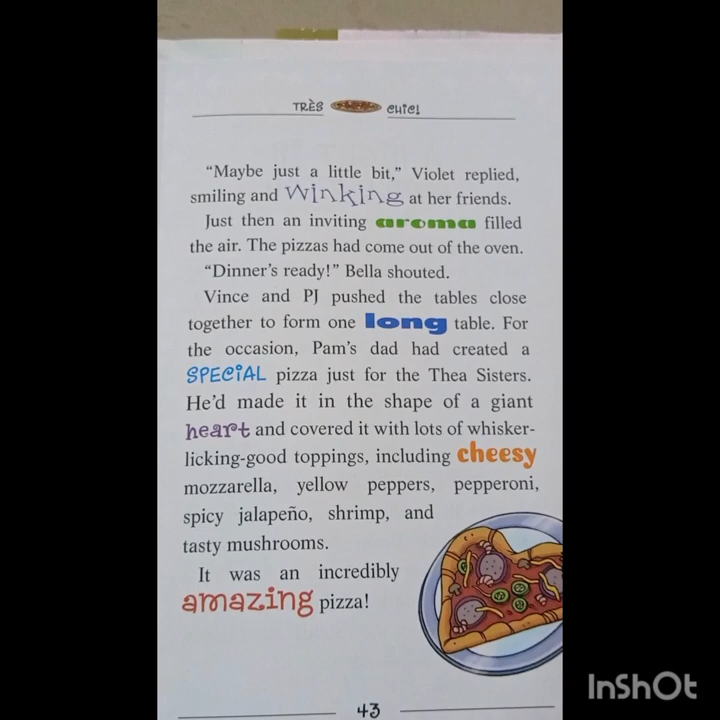 TRÈS CHIC!
“Maybe just a little bit,” Violet replied,
smiling and winking at her friends.
Just then an inviting aroma filled
the air. The pizzas had come out of the oven.
“Dinner’s ready!” Bella shouted.
Vince and PJ pushed the tables close
together to form one long table. For
the occasion, Pam’s dad had created a
SPECiAL pizza just for the Thea Sisters.
He’d made it in the shape of a giant
heart and covered it with lots of whisker-
licking-good toppings, including cheesy
mozzarella, yellow peppers, pepperoni,
spicy jalapeño, shrimp, and
tasty mushrooms.
It was an incredibly
amazing pizza!
43
InShOt